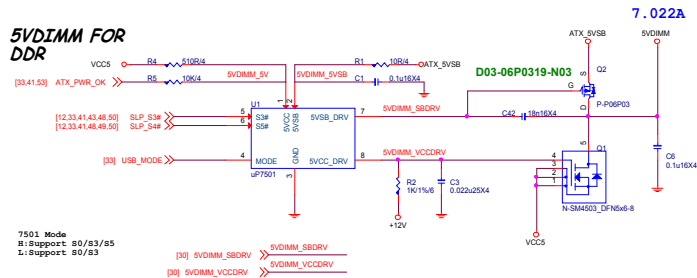 7.022A
5VDIMM FOR
DDR
ATX_5VSB
5VDIMM
VCC5
R4
510R/4
5VDIMM_5V
5VDIMM_5VSB
R1
10R/4
ATX_5VSB
[33,41,53] ATX_PWR_OK
R5
10K/4
C1
0.1u16X4
D03-06P0319-N03
S
Q2
G
P-P06P03
D
U1
1
2
5VCC
5VSB
[12,33,41,43,48,49,50] SLP_S3#
5
S3#
5VSB_DRV
7
5VDIMM_SBDRV
[12,33,41,48,49,50] SLP_S4#
6
S5#
C42
18n16X4
[33] USB_MODE
4
MODE
GND
5VCC_DRV
8
5VDIMM_VCCDRV
uP7501
3
R2
1K/1%/6
C3
0.022u25X4
+12V
5
Q1
4
3
2
1
N-SM4503_DFN5x6-8
C6
0.1u16X4
VCC5
7501 Mode
H:Support S0/S3/S5
L:Support S0/S3
[30] 5VDIMM_SBDRV
5VDIMM_SBDRV
[30] 5VDIMM_VCCDRV
5VDIMM_VCCDRV